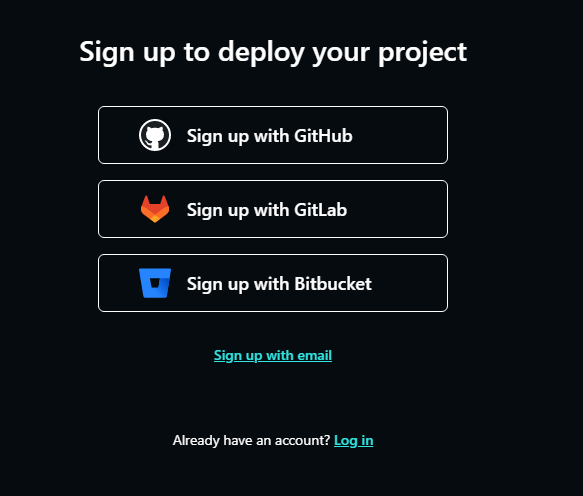 Sign up to deploy your project
Sign up with GitHub
Sign up with GitLab
Sign up with Bitbucket
Sign up with email
Already have an account? Log in